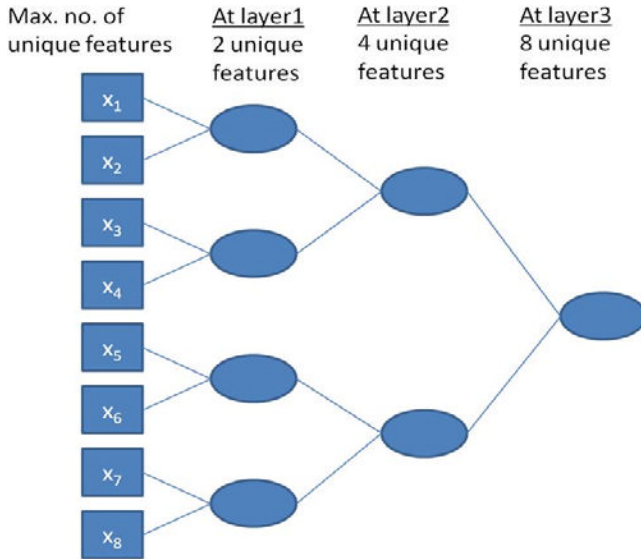 Max. no. of
unique features
At layer1
2 unique
features
At layer2
4 unique
features
At layer3
8 unique
features
x₁
x₂
x₃
x₄
x₅
x₆
x₇
x₈